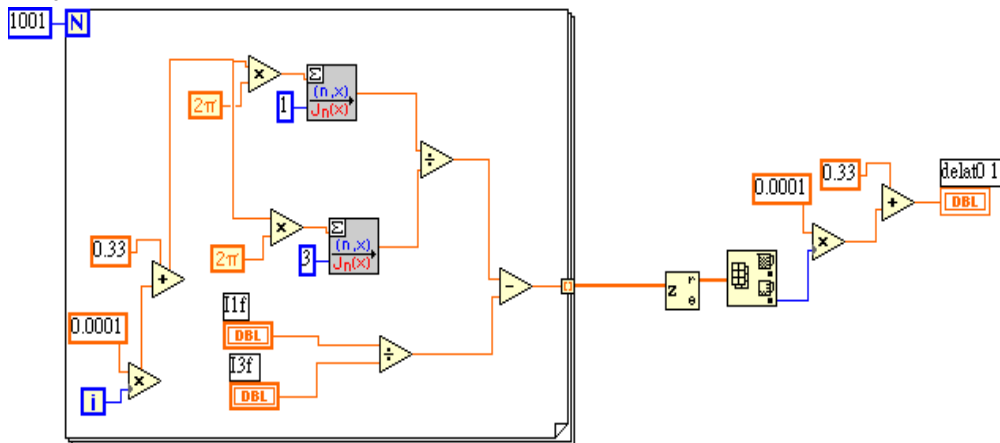 1001 N
2π
Σ
(n,x)
Jn(x)
1
÷
0.33
+
0.0001
×
i
×
2π
×
Σ
(n,x)
Jn(x)
3
I1f
DBL
I3f
DBL
÷
-
z r
θ
0.0001
×
0.33
+
delat0 1
DBL